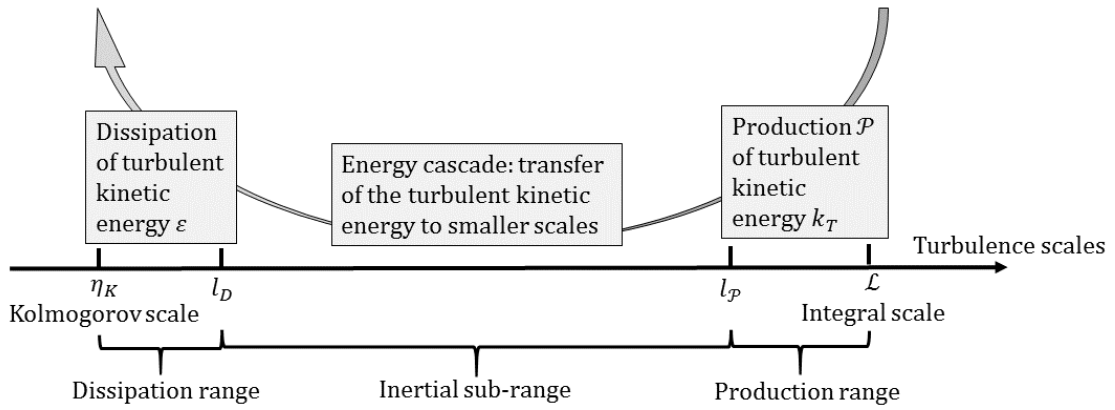 Dissipation
of turbulent
kinetic
energy ε
Energy cascade: transfer
of the turbulent kinetic
energy to smaller scales
Production 𝒫
of turbulent
kinetic
energy k_T
Turbulence scales
η_K
l_D
l_𝒫
ℒ
Kolmogorov scale
Integral scale
Dissipation range
Inertial sub-range
Production range